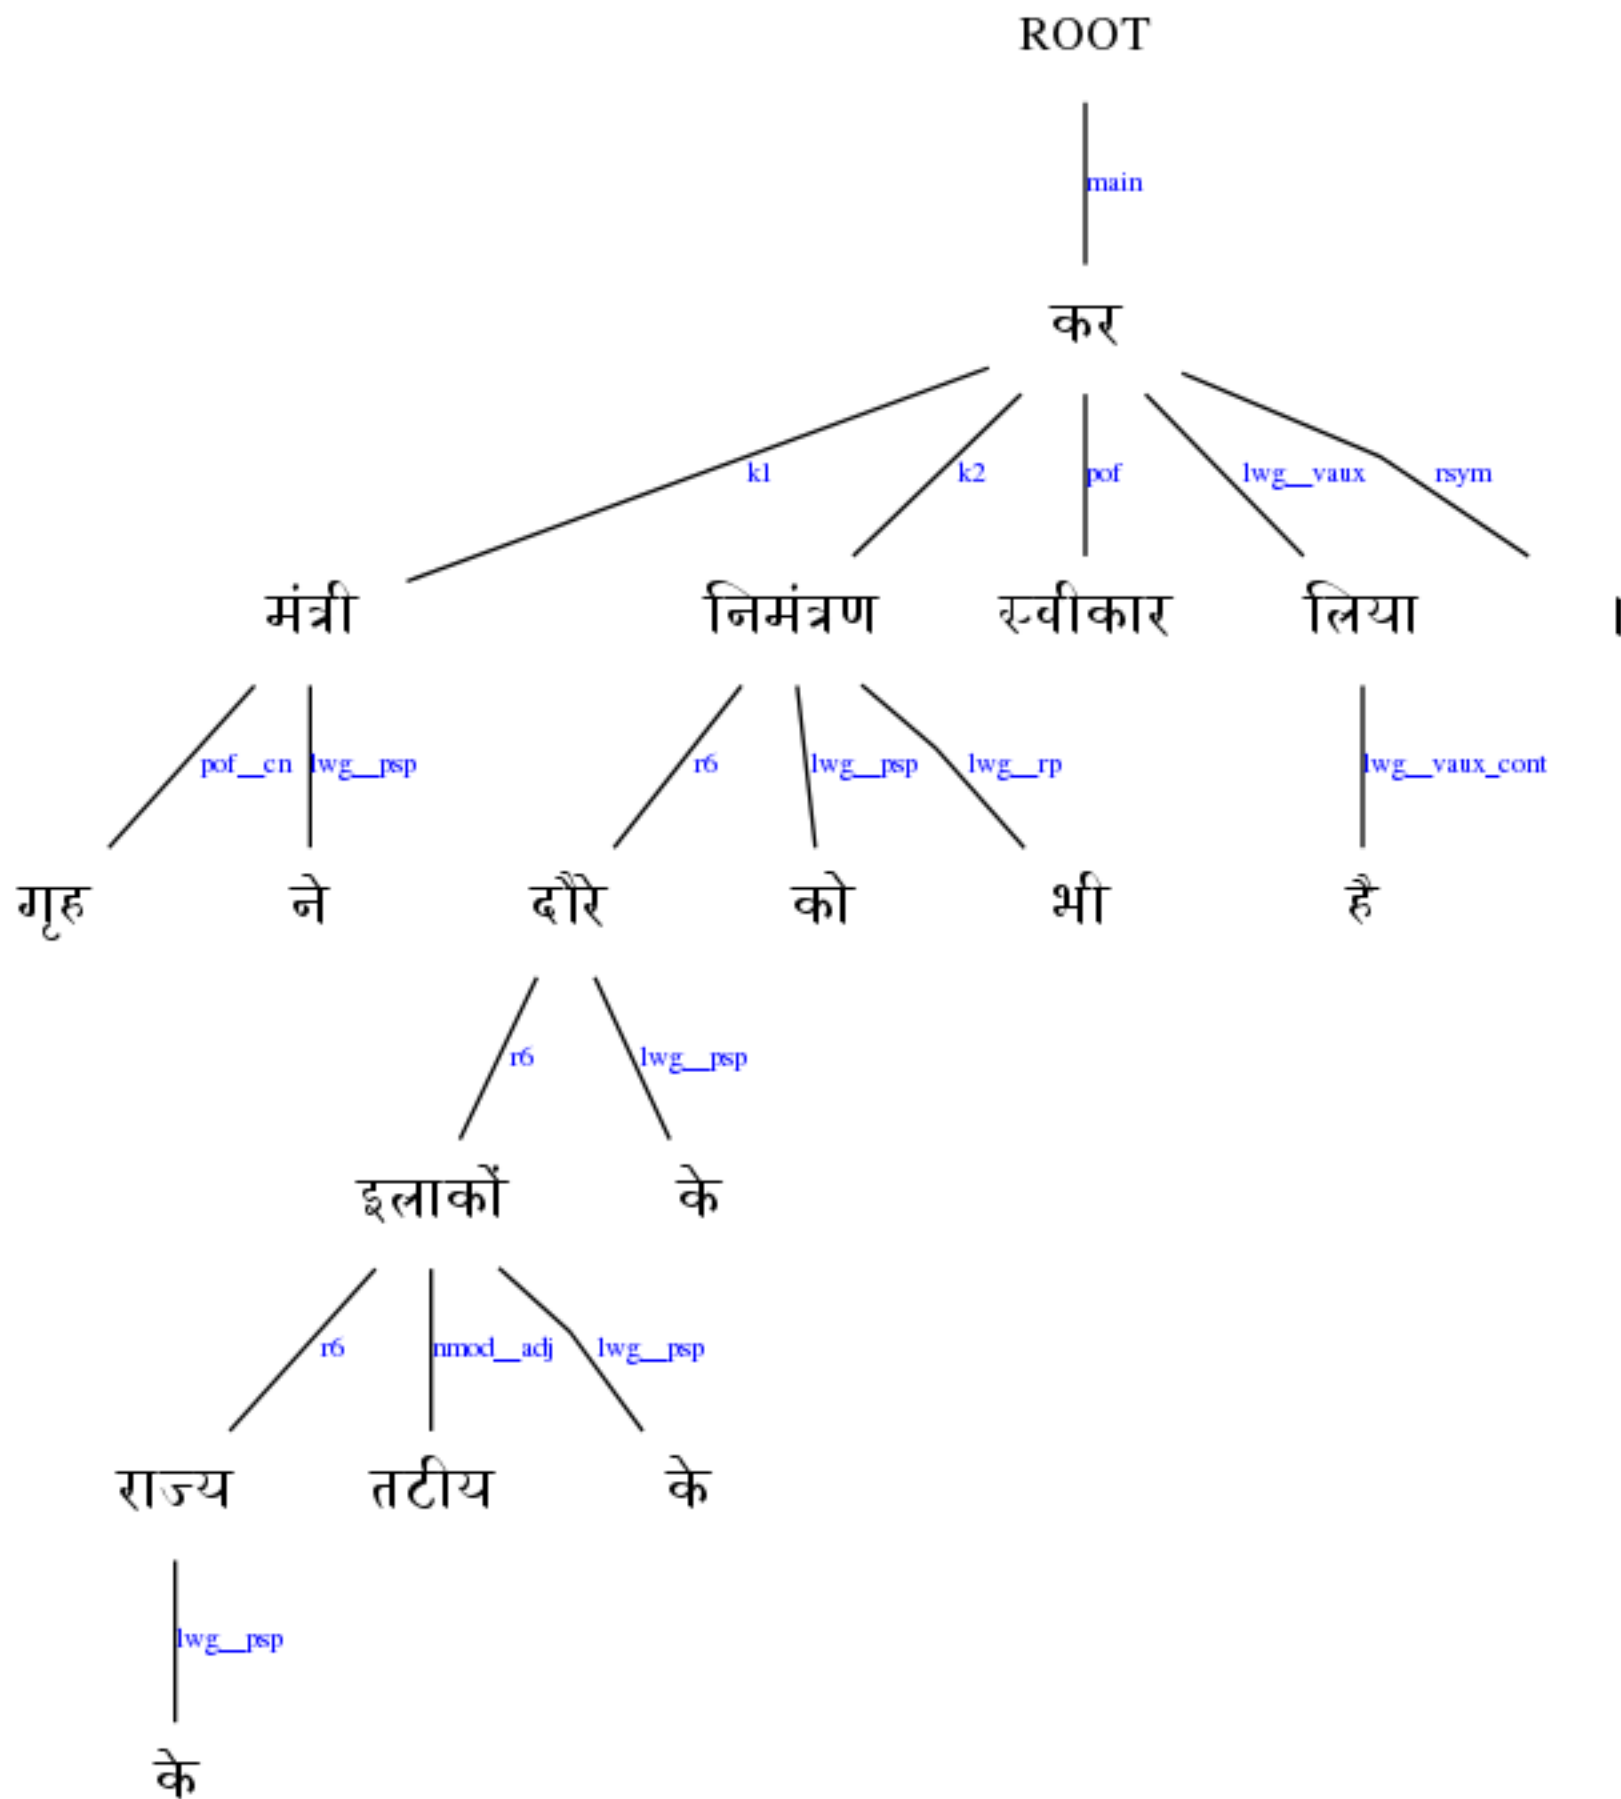 ROOT
main
कर
k1 k2 pof lwg__vaux rsym
मंत्री निमंत्रण स्वीकार लिया ।
pof__cn lwg__psp r6 lwg__psp lwg__rp lwg__vaux_cont
गृह ने दौरे को भी है
r6 lwg__psp
इलाकों के
r6 nmod__adj lwg__psp
राज्य तटीय के
lwg__psp
के